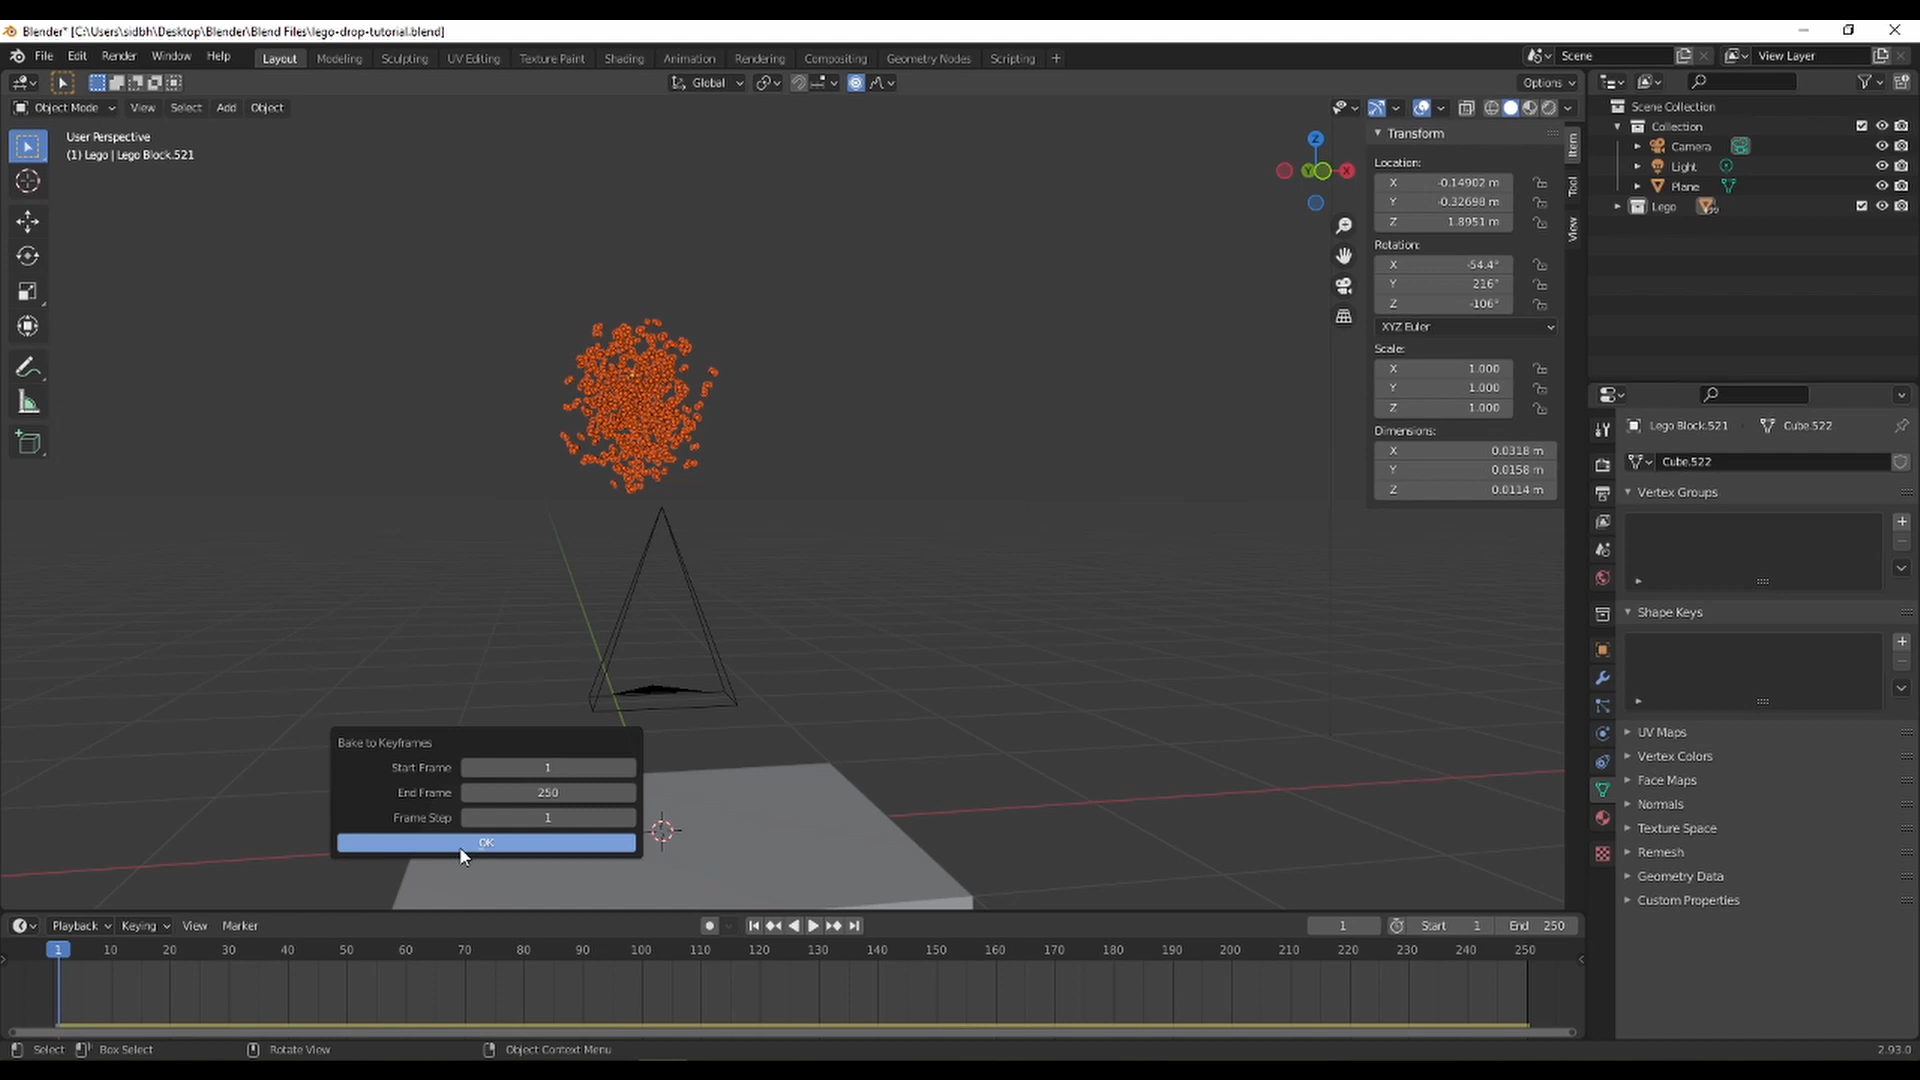 Blender* [C:\Users\sidbh\Desktop\Blender\Blend Files\lego-drop-tutorial.blend]
File Edit Render Window Help Layout Modeling Sculpting UV Editing Texture Paint Shading Animation Rendering Compositing Geometry Nodes Scripting + Scene View Layer
Global Options
Object Mode View Select Add Object
User Perspective
(1) Lego | Lego Block.521
Z
Y X
Transform
Location:
X -0.14902 m
Y -0.32698 m
Z 1.8951 m
Rotation:
X -54.4°
Y 216°
Z -106°
XYZ Euler
Scale:
X 1.000
Y 1.000
Z 1.000
Dimensions:
X 0.0318 m
Y 0.0158 m
Z 0.0114 m
Item
Tool
View
Scene Collection
Collection
Camera
Light
Plane
Lego
Lego Block.521 Cube.522
Cube.522
Vertex Groups
Shape Keys
UV Maps
Vertex Colors
Face Maps
Normals
Texture Space
Remesh
Geometry Data
Custom Properties
Bake to Keyframes
Start Frame 1
End Frame 250
Frame Step 1
OK
Playback Keying View Marker 1 Start 1 End 250
1 10 20 30 40 50 60 70 80 90 100 110 120 130 140 150 160 170 180 190 200 210 220 230 240 250
Select Box Select Rotate View Object Context Menu 2.93.0